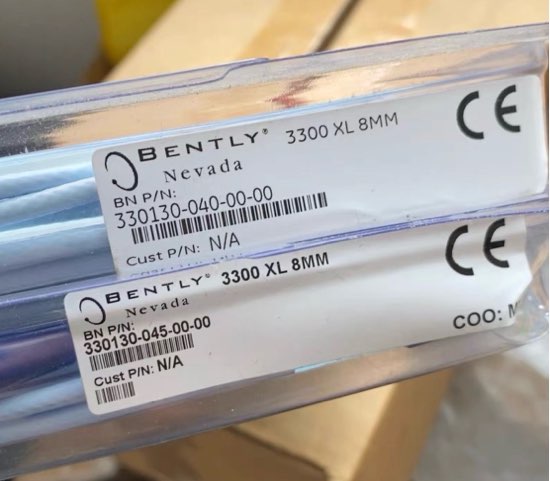 BENTLY® 3300 XL 8MM
Nevada
BN P/N:
330130-040-00-00
Cust P/N: N/A
CE
BENTLY® 3300 XL 8MM
Nevada
BN P/N:
330130-045-00-00
Cust P/N: N/A
CE
COO: